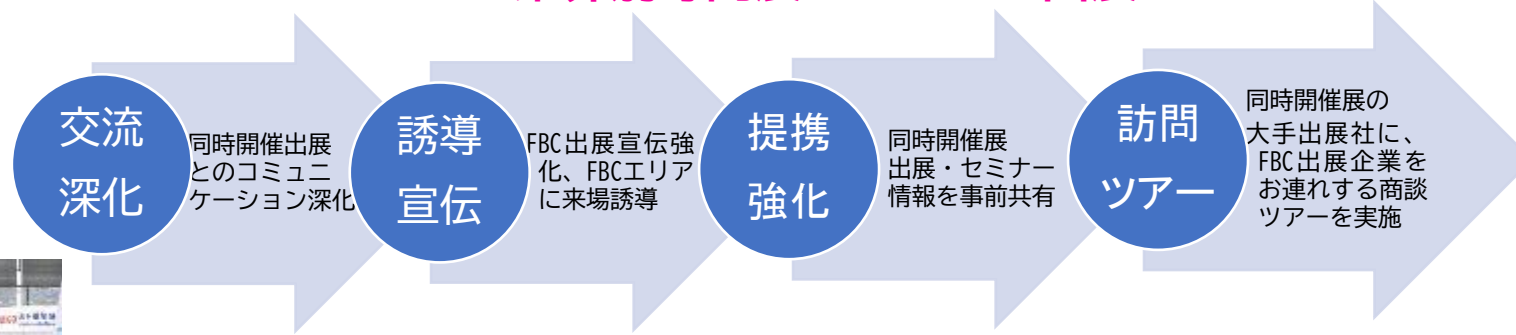 交流
深化
同時開催出展
とのコミュニ
ケーション深化
誘導
宣伝
FBC出展宣伝強
化、FBCエリア
に来場誘導
提携
強化
同時開催展
出展・セミナー
情報を事前共有
訪問
ツアー
同時開催展の
大手出展社に、
FBC出展企業を
お連れする商談
ツアーを実施